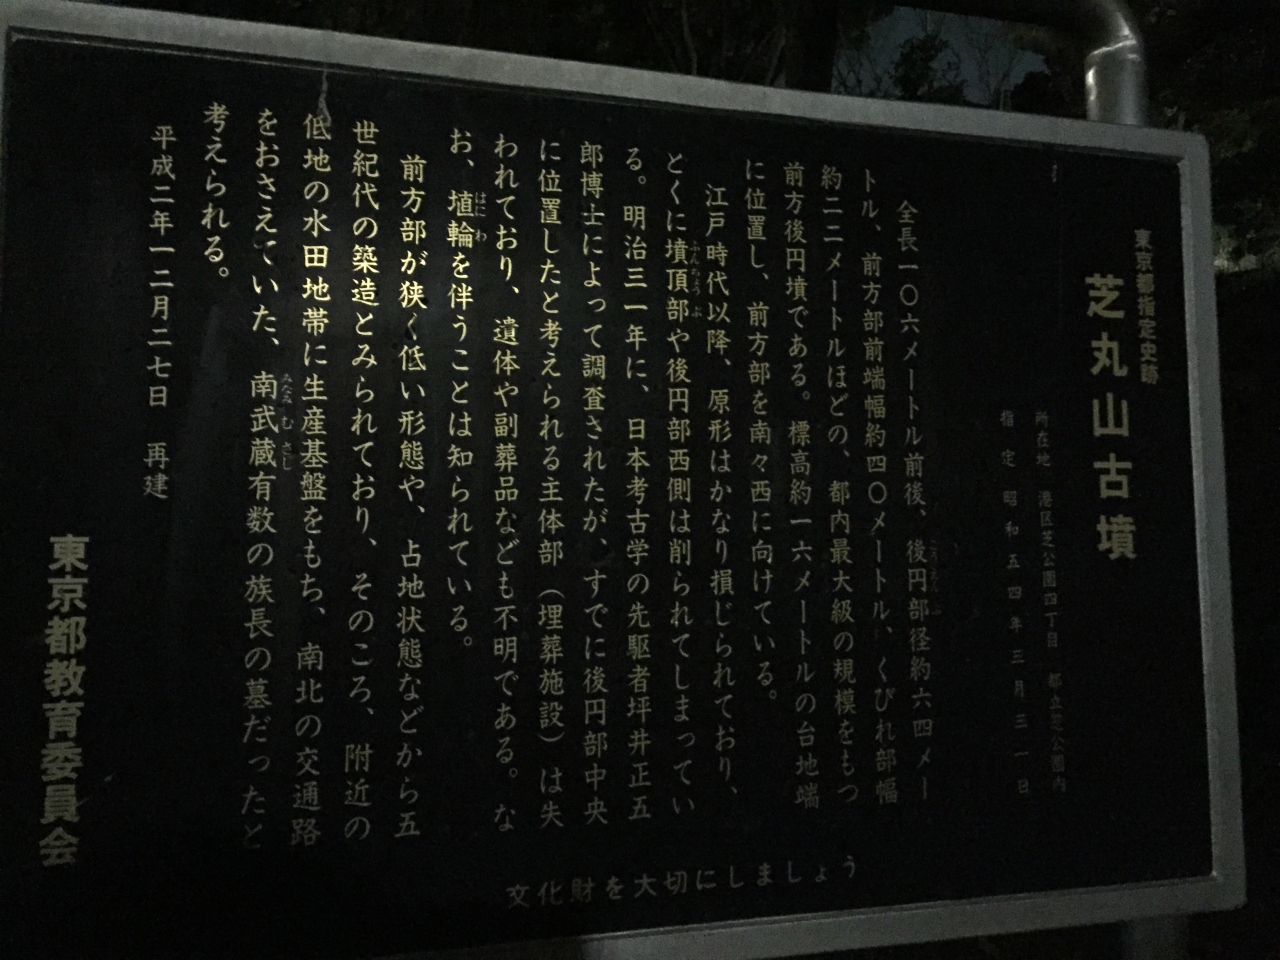 東京都指定史跡
芝丸山古墳
所在地 港区芝公園四丁目 都立芝公園内
指定 昭和五四年三月三一日
全長一〇六メートル前後、後円部径約六四メー
トル、前方部前端幅約四〇メートル、くびれ部幅
約二二メートルほどの、都内最大級の規模をもつ
前方後円墳である。標高約一六メートルの台地端
に位置し、前方部を南々西に向けている。
江戸時代以降、原形はかなり損じられており、
とくに墳頂部や後円部西側は削られてしまってい
る。明治三一年に、日本考古学の先駆者坪井正五
郎博士によって調査されたが、すでに後円部中央
に位置したと考えられる主体部（埋葬施設）は失
われており、遺体や副葬品なども不明である。な
お、埴輪を伴うことは知られている。
前方部が狭く低い形態や、占地状態などから五
世紀代の築造とみられており、そのころ、附近の
低地の水田地帯に生産基盤をもち、南北の交通路
をおさえていた、南武蔵有数の族長の墓だったと
考えられる。
平成二年一二月二七日 再建
東京都教育委員会
文化財を大切にしましょう